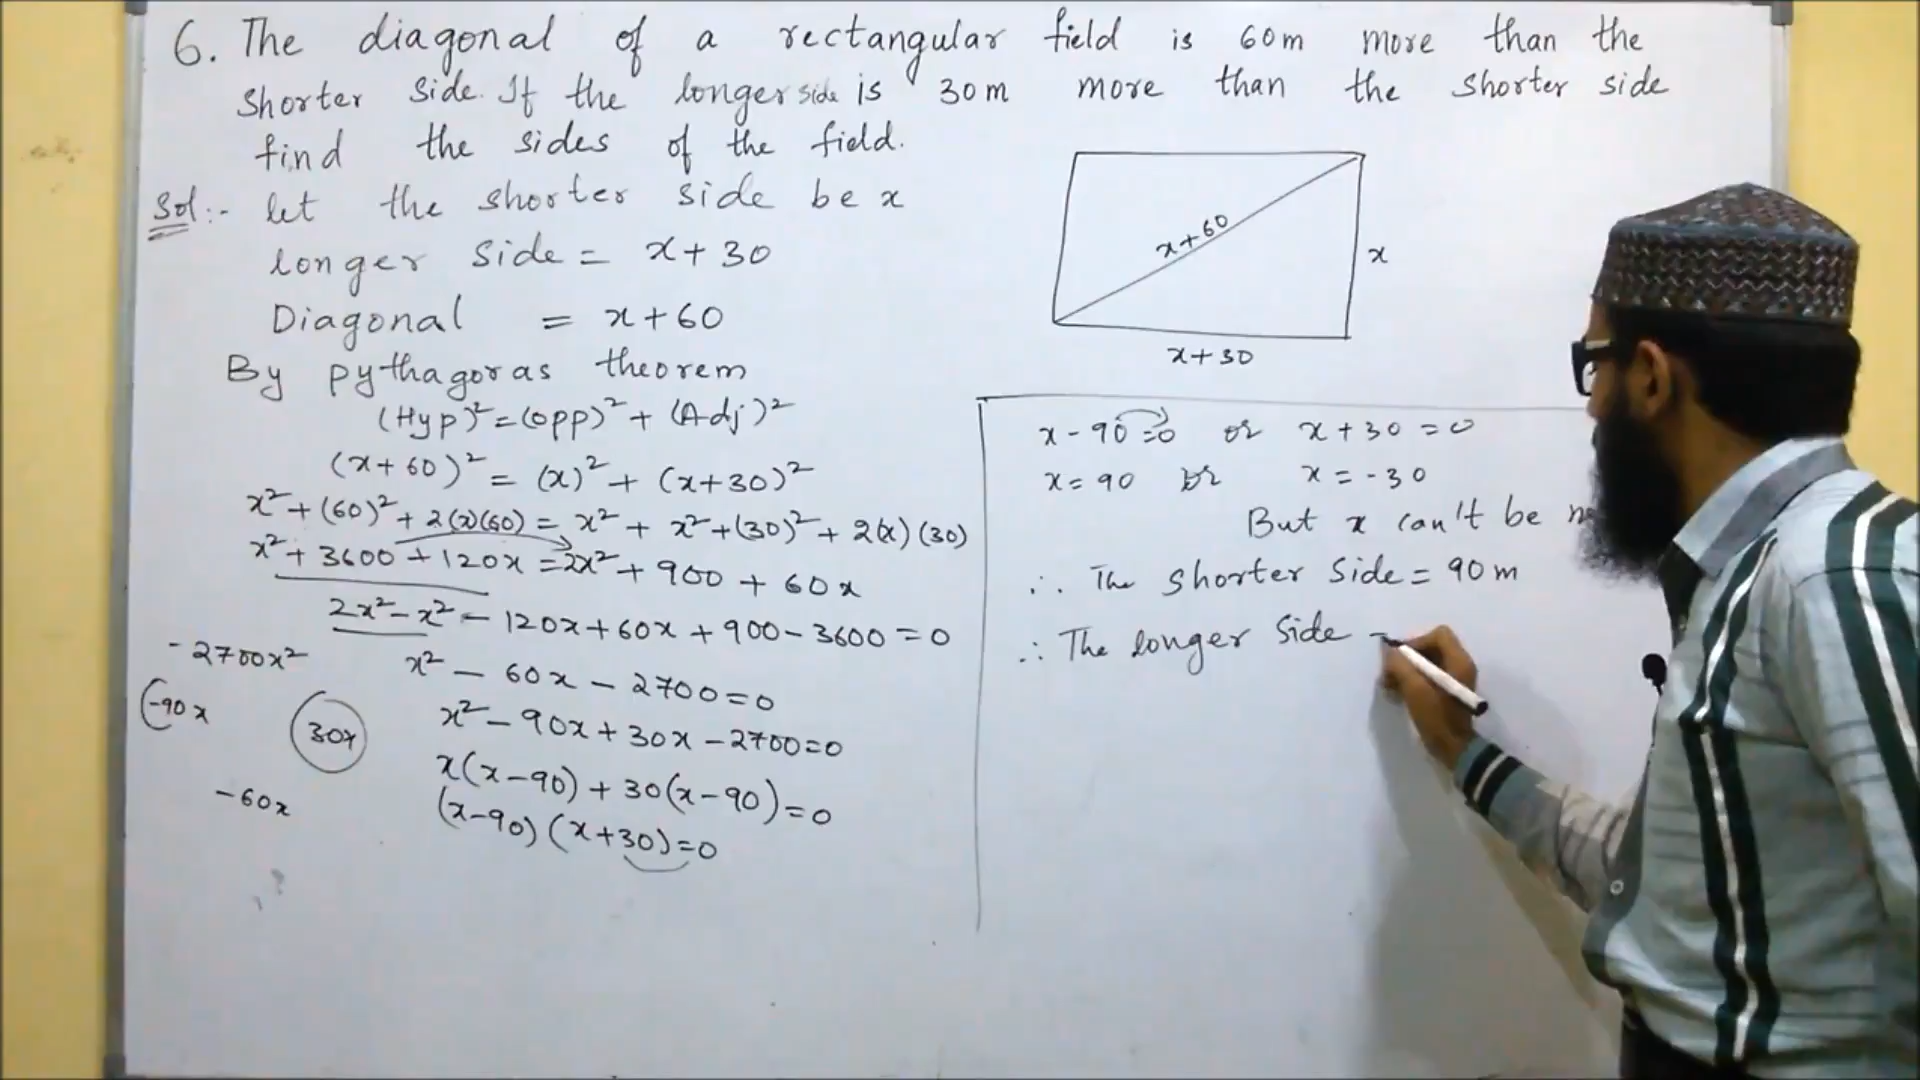 6. The diagonal of a rectangular field is 60m more than the
shorter side. If the longer side is 30m more than the shorter side
find the sides of the field.
Sol:- let the shorter side be x
longer side = x+30
Diagonal = x+60
By pythagoras theorem
(Hyp)² = (opp)² + (Adj)²
(x+60)² = (x)² + (x+30)²
x² + (60)² + 2(x)(60) = x² + x² + (30)² + 2(x)(30)
x² + 3600 + 120x = 2x² + 900 + 60x
2x² - x² - 120x + 60x + 900 - 3600 = 0
x² - 60x - 2700 = 0
x² - 90x + 30x - 2700 = 0
x(x-90) + 30(x-90) = 0
(x-90)(x+30) = 0
-2700x²
-90x 30x
-60x
x+60
x
x+30
x - 90 = 0 or x + 30 = 0
x = 90 or x = -30
But x can't be
∴ The shorter side = 90m
∴ The longer side =